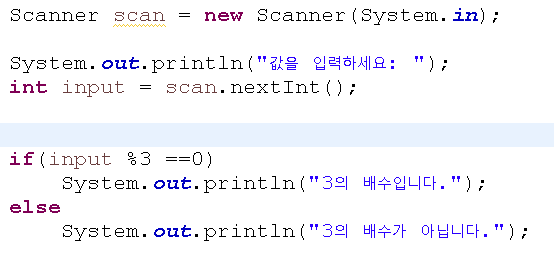 Scanner scan = new Scanner(System.in);
System.out.println("값을 입력하세요: ");
int input = scan.nextInt();
if(input %3 ==0)
System.out.println("3의 배수입니다.");
else
System.out.println("3의 배수가 아닙니다.");